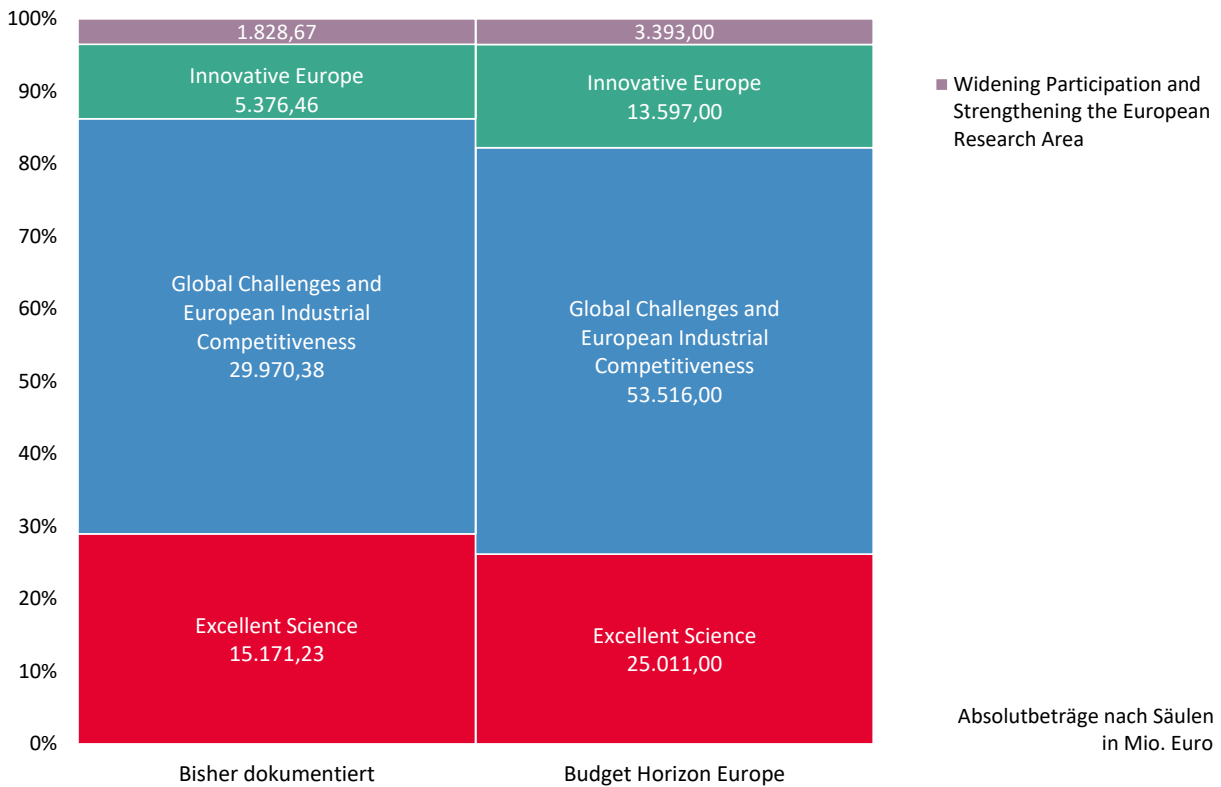 100%
90%
80%
70%
60%
50%
40%
30%
20%
10%
0%
1.828,67
Innovative Europe
5.376,46
Global Challenges and
European Industrial
Competitiveness
29.970,38
Excellent Science
15.171,23
Bisher dokumentiert
3.393,00
Innovative Europe
13.597,00
Global Challenges and
European Industrial
Competitiveness
53.516,00
Excellent Science
25.011,00
Budget Horizon Europe
Widening Participation and
Strengthening the European
Research Area
Absolutbeträge nach Säulen
in Mio. Euro